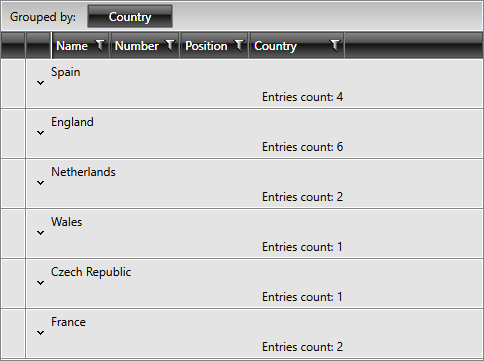 Grouped by: Country
Name Number Position Country
Spain
Entries count: 4
England
Entries count: 6
Netherlands
Entries count: 2
Wales
Entries count: 1
Czech Republic
Entries count: 1
France
Entries count: 2